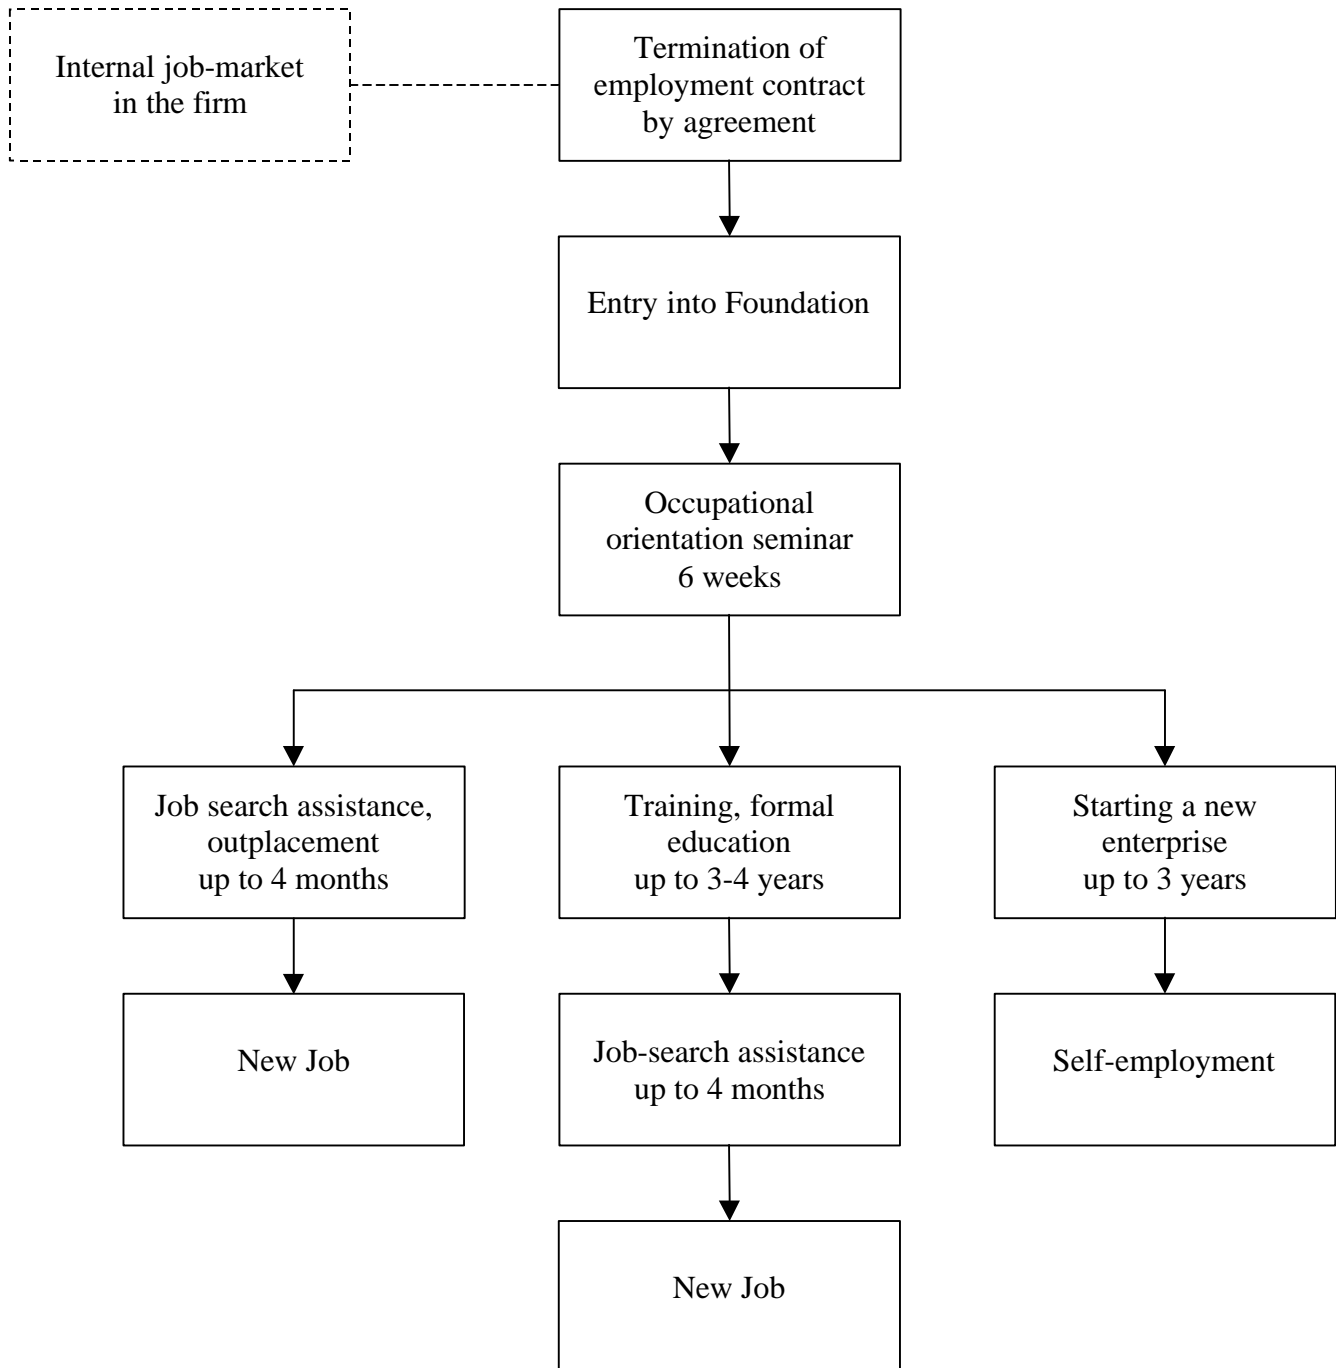 Internal job-market
in the firm
Termination of
employment contract
by agreement
Entry into Foundation
Occupational
orientation seminar
6 weeks
Job search assistance,
outplacement
up to 4 months
Training, formal
education
up to 3-4 years
Starting a new
enterprise
up to 3 years
New Job
Job-search assistance
up to 4 months
Self-employment
New Job